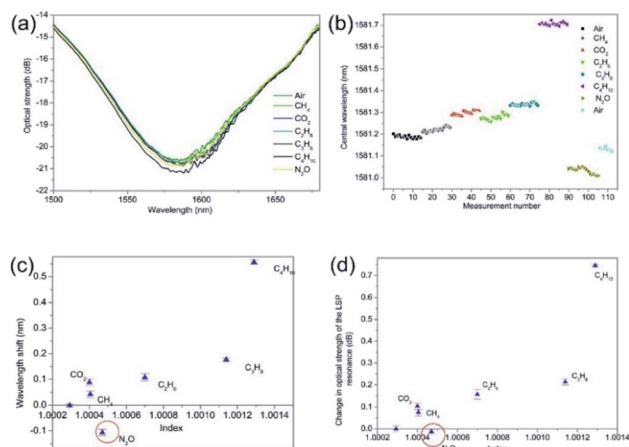 (a)
-14
-15
-16
-17
-18
-19
-20
-21
-22
1500
1550
1600
1650
Optical strength (dB)
Wavelength (nm)
Air
CH4
CO2
C2H6
C3H8
C4H10
N2O
(b)
1581.7
1581.6
1581.5
1581.4
1581.3
1581.2
1581.1
1581.0
0 10 20 30 40 50 60 70 80 90 100 110
Central wavelength (nm)
Measurement number
Air
CH4
CO2
C2H6
C3H8
C4H10
N2O
Air
(c)
0.5
0.4
0.3
0.2
0.1
0.0
-0.1
Wavelength shift (nm)
C4H10
C3H8
C2H6
CO2
CH4
N2O
1.0002 1.0004 1.0006 1.0008 1.0010 1.0012 1.0014
Index
(d)
0.7
0.6
0.5
0.4
0.3
0.2
0.1
0.0
Change in optical strength of the LSP
resonance (dB)
C3H8
CO2
CH4
1.0002 1.0004 1.0006 1.0008 1.0010 1.0012 1.0014